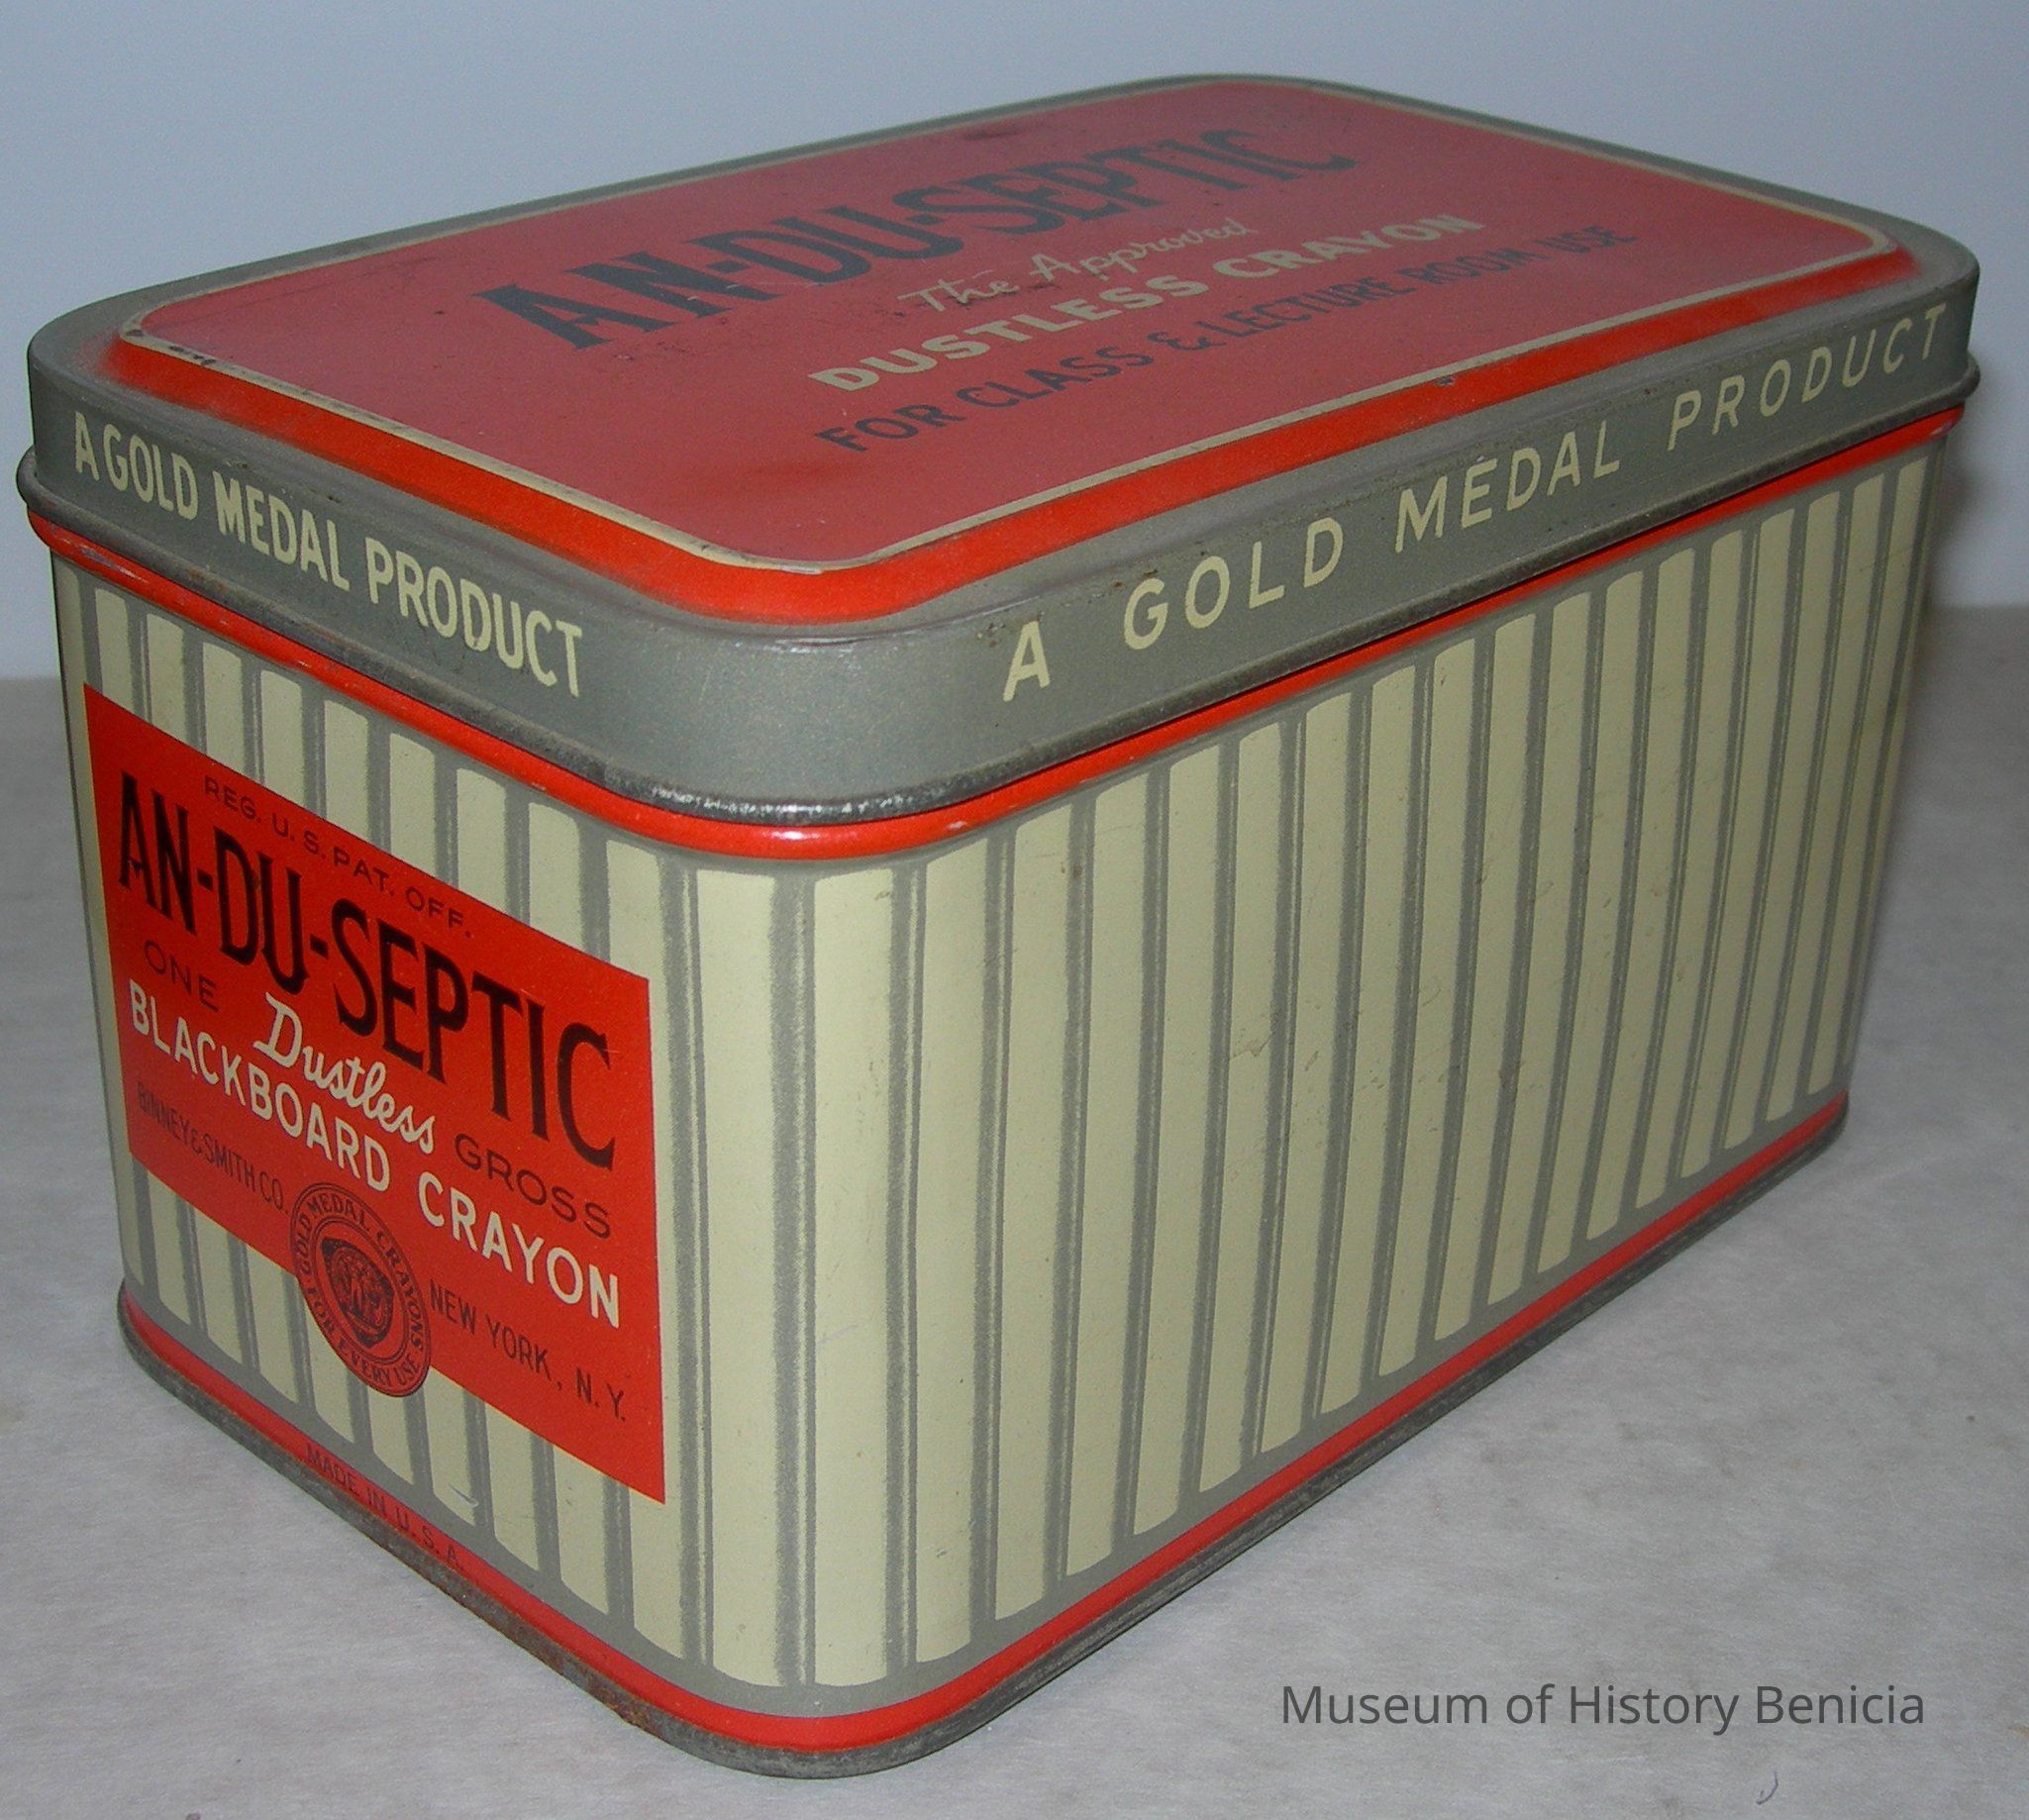 AN-DU-SEPTIC
The Approved
DUSTLESS CRAYON
FOR CLASS & LECTURE ROOM USE
A GOLD MEDAL PRODUCT
A GOLD MEDAL PRODUCT
REG. U.S. PAT. OFF.
AN-DU-SEPTIC
ONE Dustless GROSS
BLACKBOARD CRAYON
BINNEY & SMITH CO. NEW YORK, N.Y.
GOLD MEDAL CRAYONS
FOR EVERY USE
MADE IN U.S.A.
Museum of History Benicia